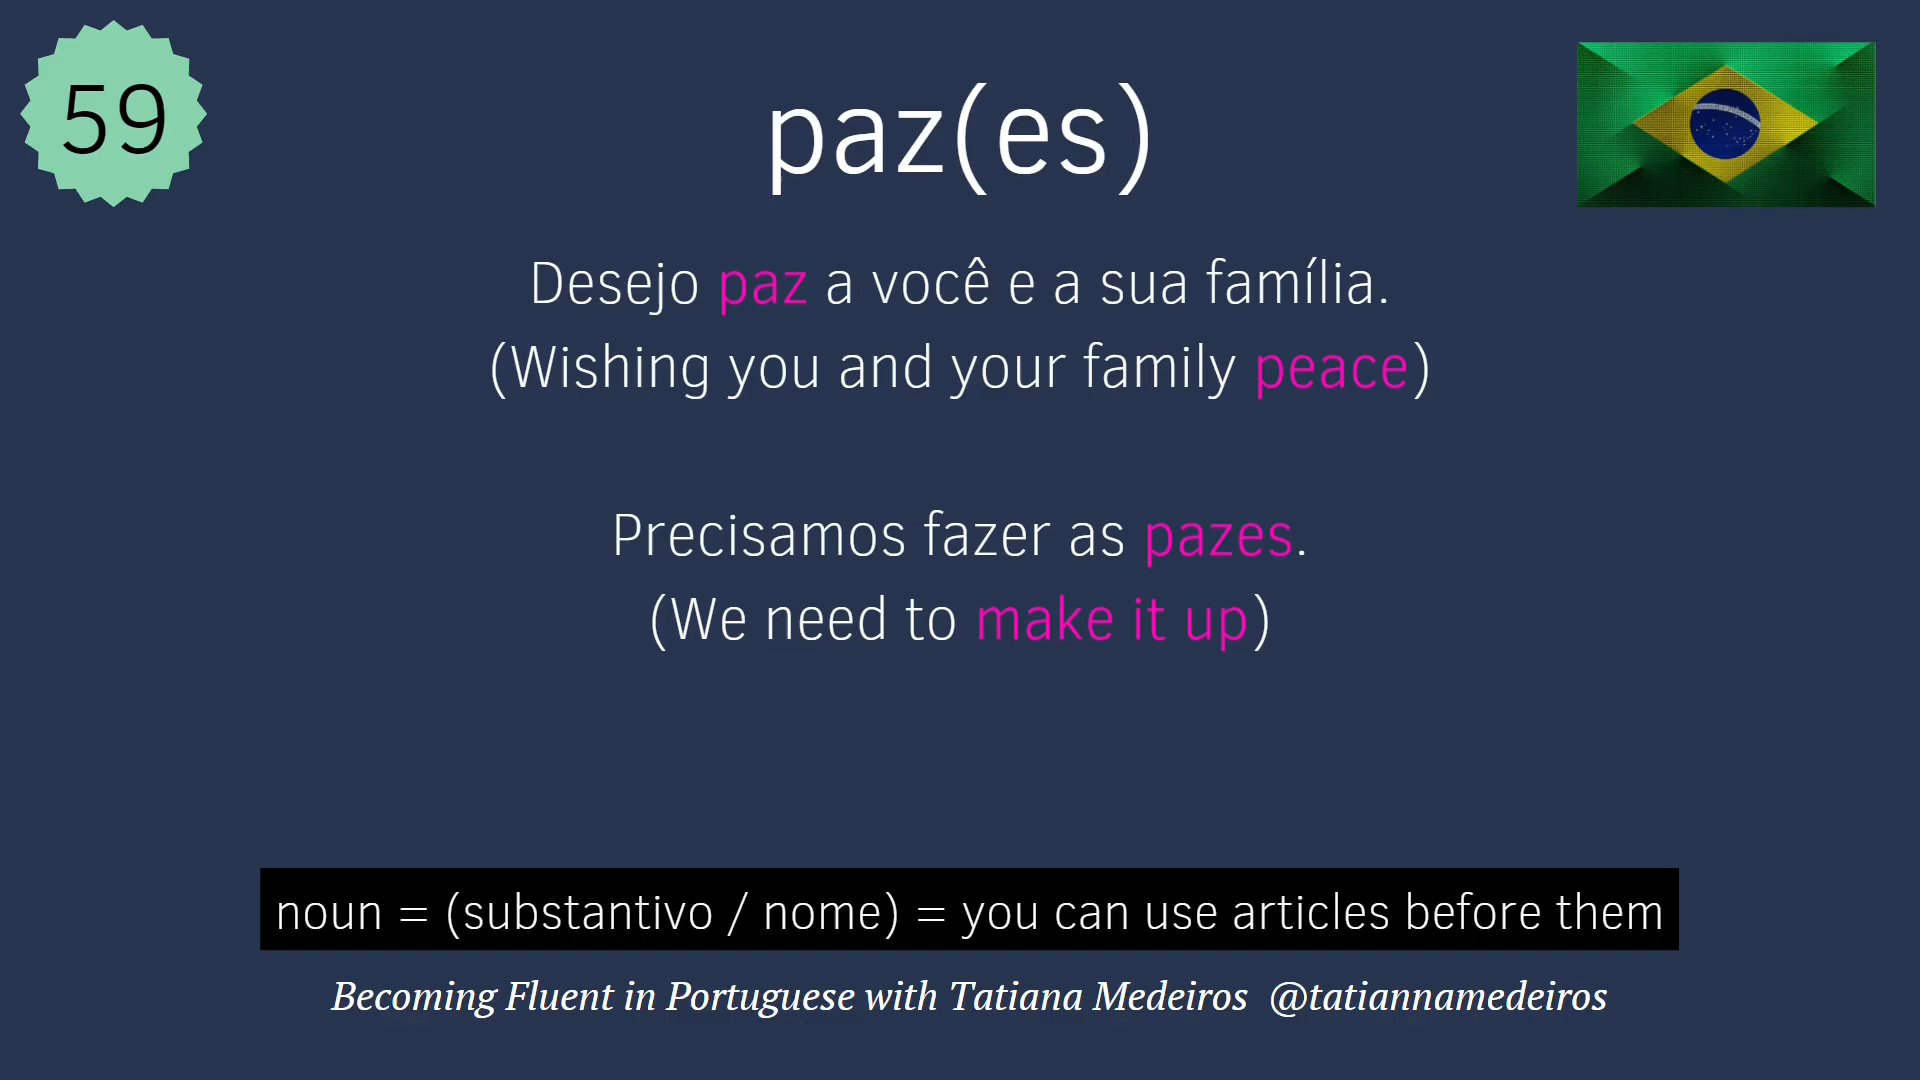 59
paz(es)
Desejo paz a você e a sua família.
(Wishing you and your family peace)
Precisamos fazer as pazes.
(We need to make it up)
noun = (substantivo / nome) = you can use articles before them
Becoming Fluent in Portuguese with Tatiana Medeiros @tatiannamedeiros